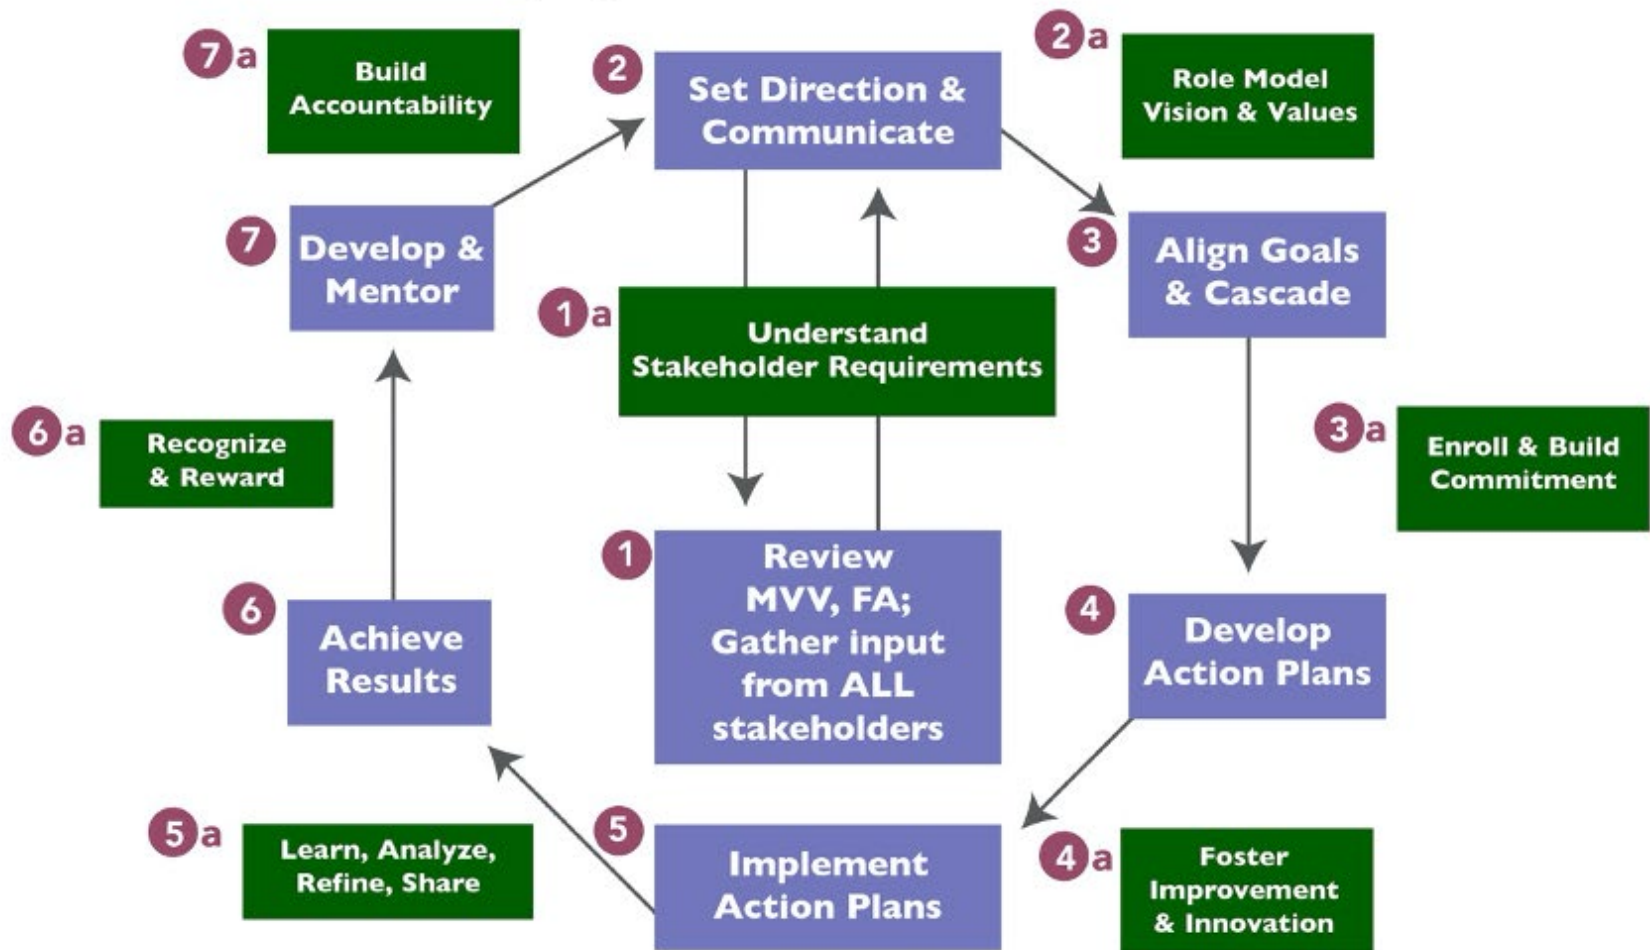 7a
Build
Accountability
2
Set Direction &
Communicate
2a
Role Model
Vision & Values
7
Develop &
Mentor
1a
Understand
Stakeholder Requirements
3
Align Goals
& Cascade
6a
Recognize
& Reward
3a
Enroll & Build
Commitment
6
Achieve
Results
1
Review
MVV, FA;
Gather input
from ALL
stakeholders
4
Develop
Action Plans
5a
Learn, Analyze,
Refine, Share
5
Implement
Action Plans
4a
Foster
Improvement
& Innovation